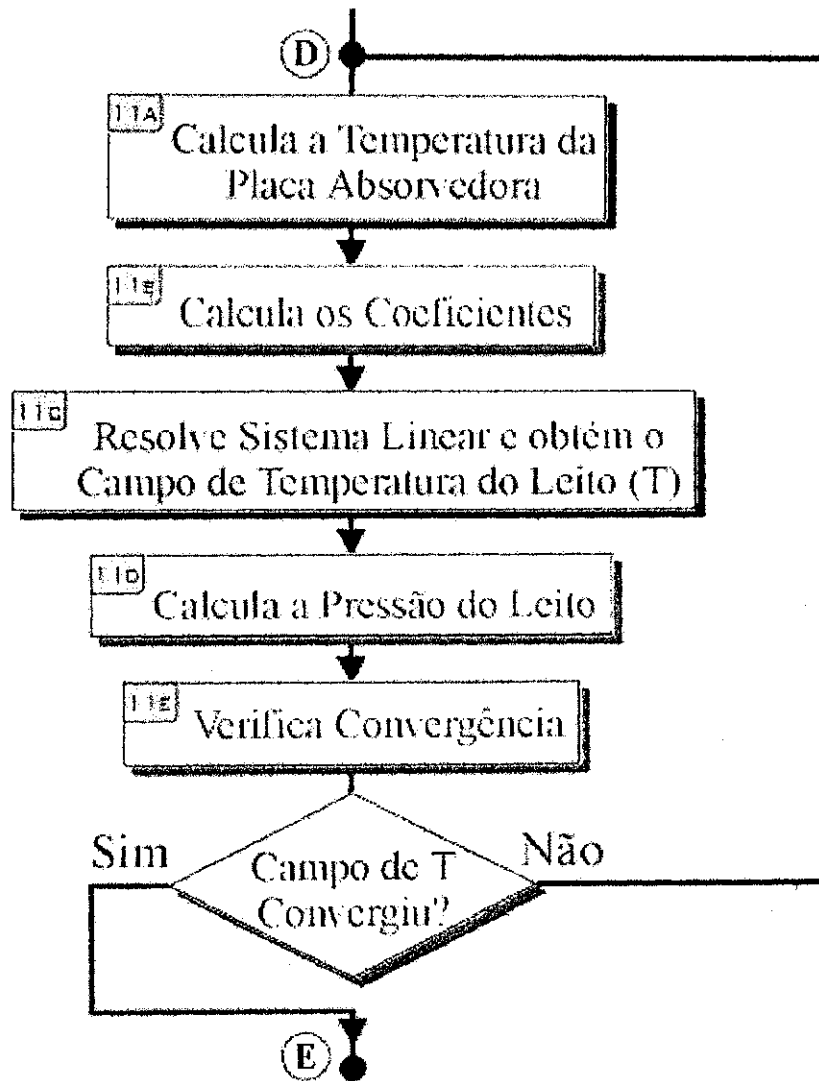 D
11A
Calcula a Temperatura da
Placa Absorvedora
Calcula os Coeficientes
11C
Resolve Sistema Linear e obtém o
Campo de Temperatura do Leito (T)
11D
Calcula a Pressão do Leito
11E
Verifica Convergência
Sim
Não
Campo de T
Convergiu?
E